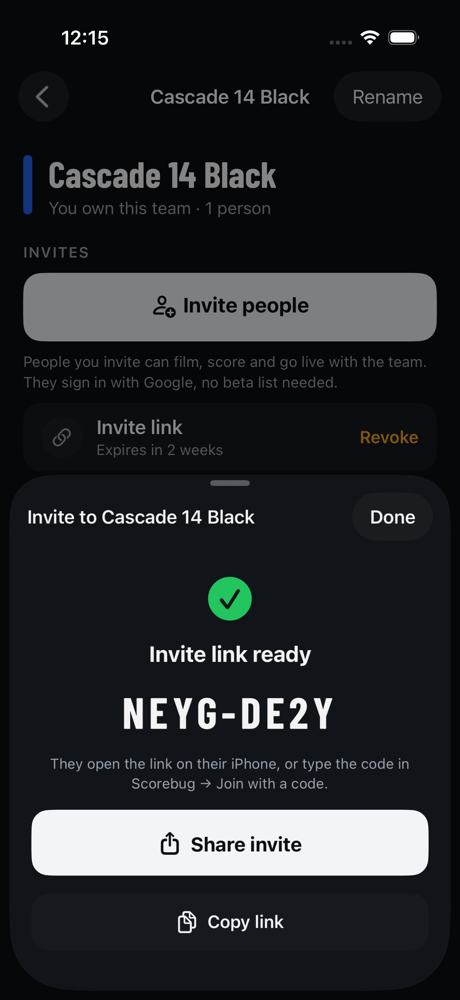 12:15
Cascade 14 Black
Rename
Cascade 14 Black
You own this team · 1 person
INVITES
Invite people
People you invite can film, score and go live with the team.
They sign in with Google, no beta list needed.
Invite link
Expires in 2 weeks
Revoke
Invite to Cascade 14 Black
Done
Invite link ready
NEYG-DE2Y
They open the link on their iPhone, or type the code in
Scorebug → Join with a code.
Share invite
Copy link